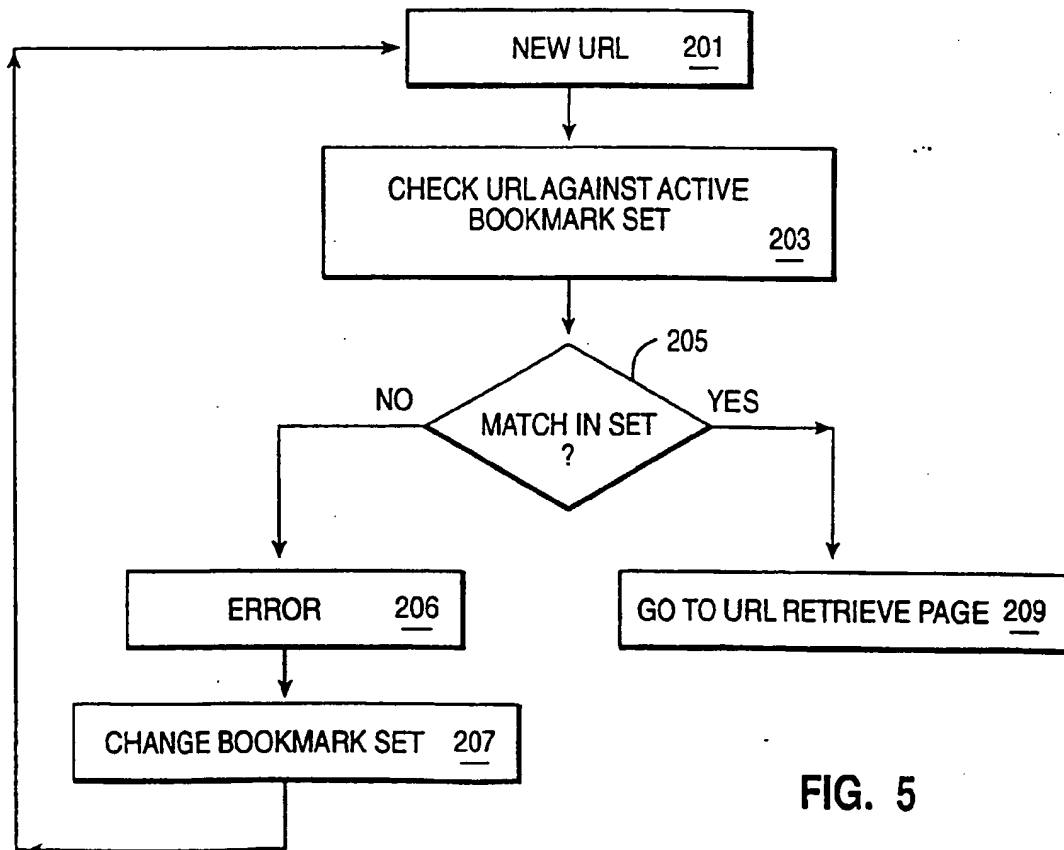 NEW URL 201
CHECK URL AGAINST ACTIVE
BOOKMARK SET
203
205
NO
YES
MATCH IN SET
?
ERROR 206
GO TO URL RETRIEVE PAGE 209
CHANGE BOOKMARK SET 207
FIG. 5